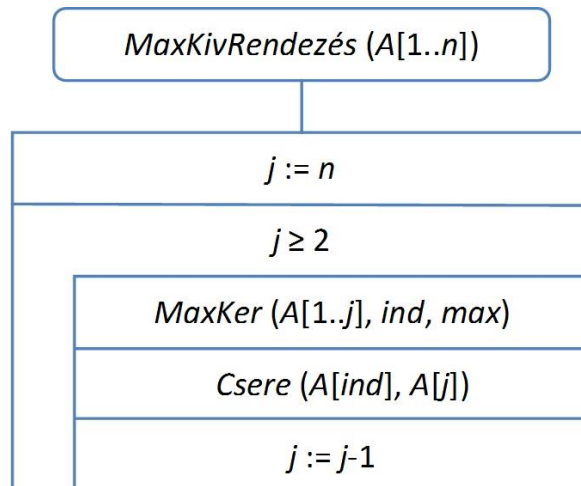 MaxKivRendezés (A[1..n])
j := n
j ≥ 2
MaxKer (A[1..j], ind, max)
Csere (A[ind], A[j])
j := j-1